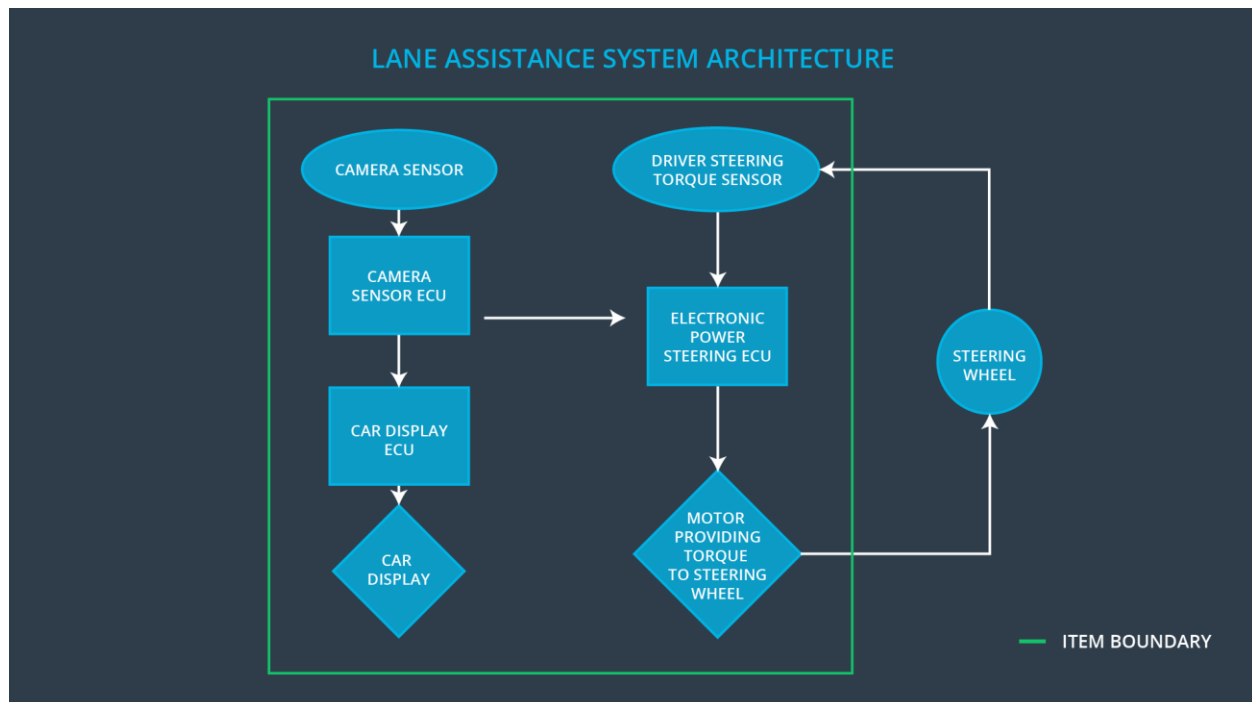 LANE ASSISTANCE SYSTEM ARCHITECTURE
CAMERA SENSOR
CAMERA
SENSOR ECU
CAR DISPLAY
ECU
CAR
DISPLAY
DRIVER STEERING
TORQUE SENSOR
ELECTRONIC
POWER
STEERING ECU
MOTOR
PROVIDING
TORQUE
TO STEERING
WHEEL
STEERING
WHEEL
ITEM BOUNDARY